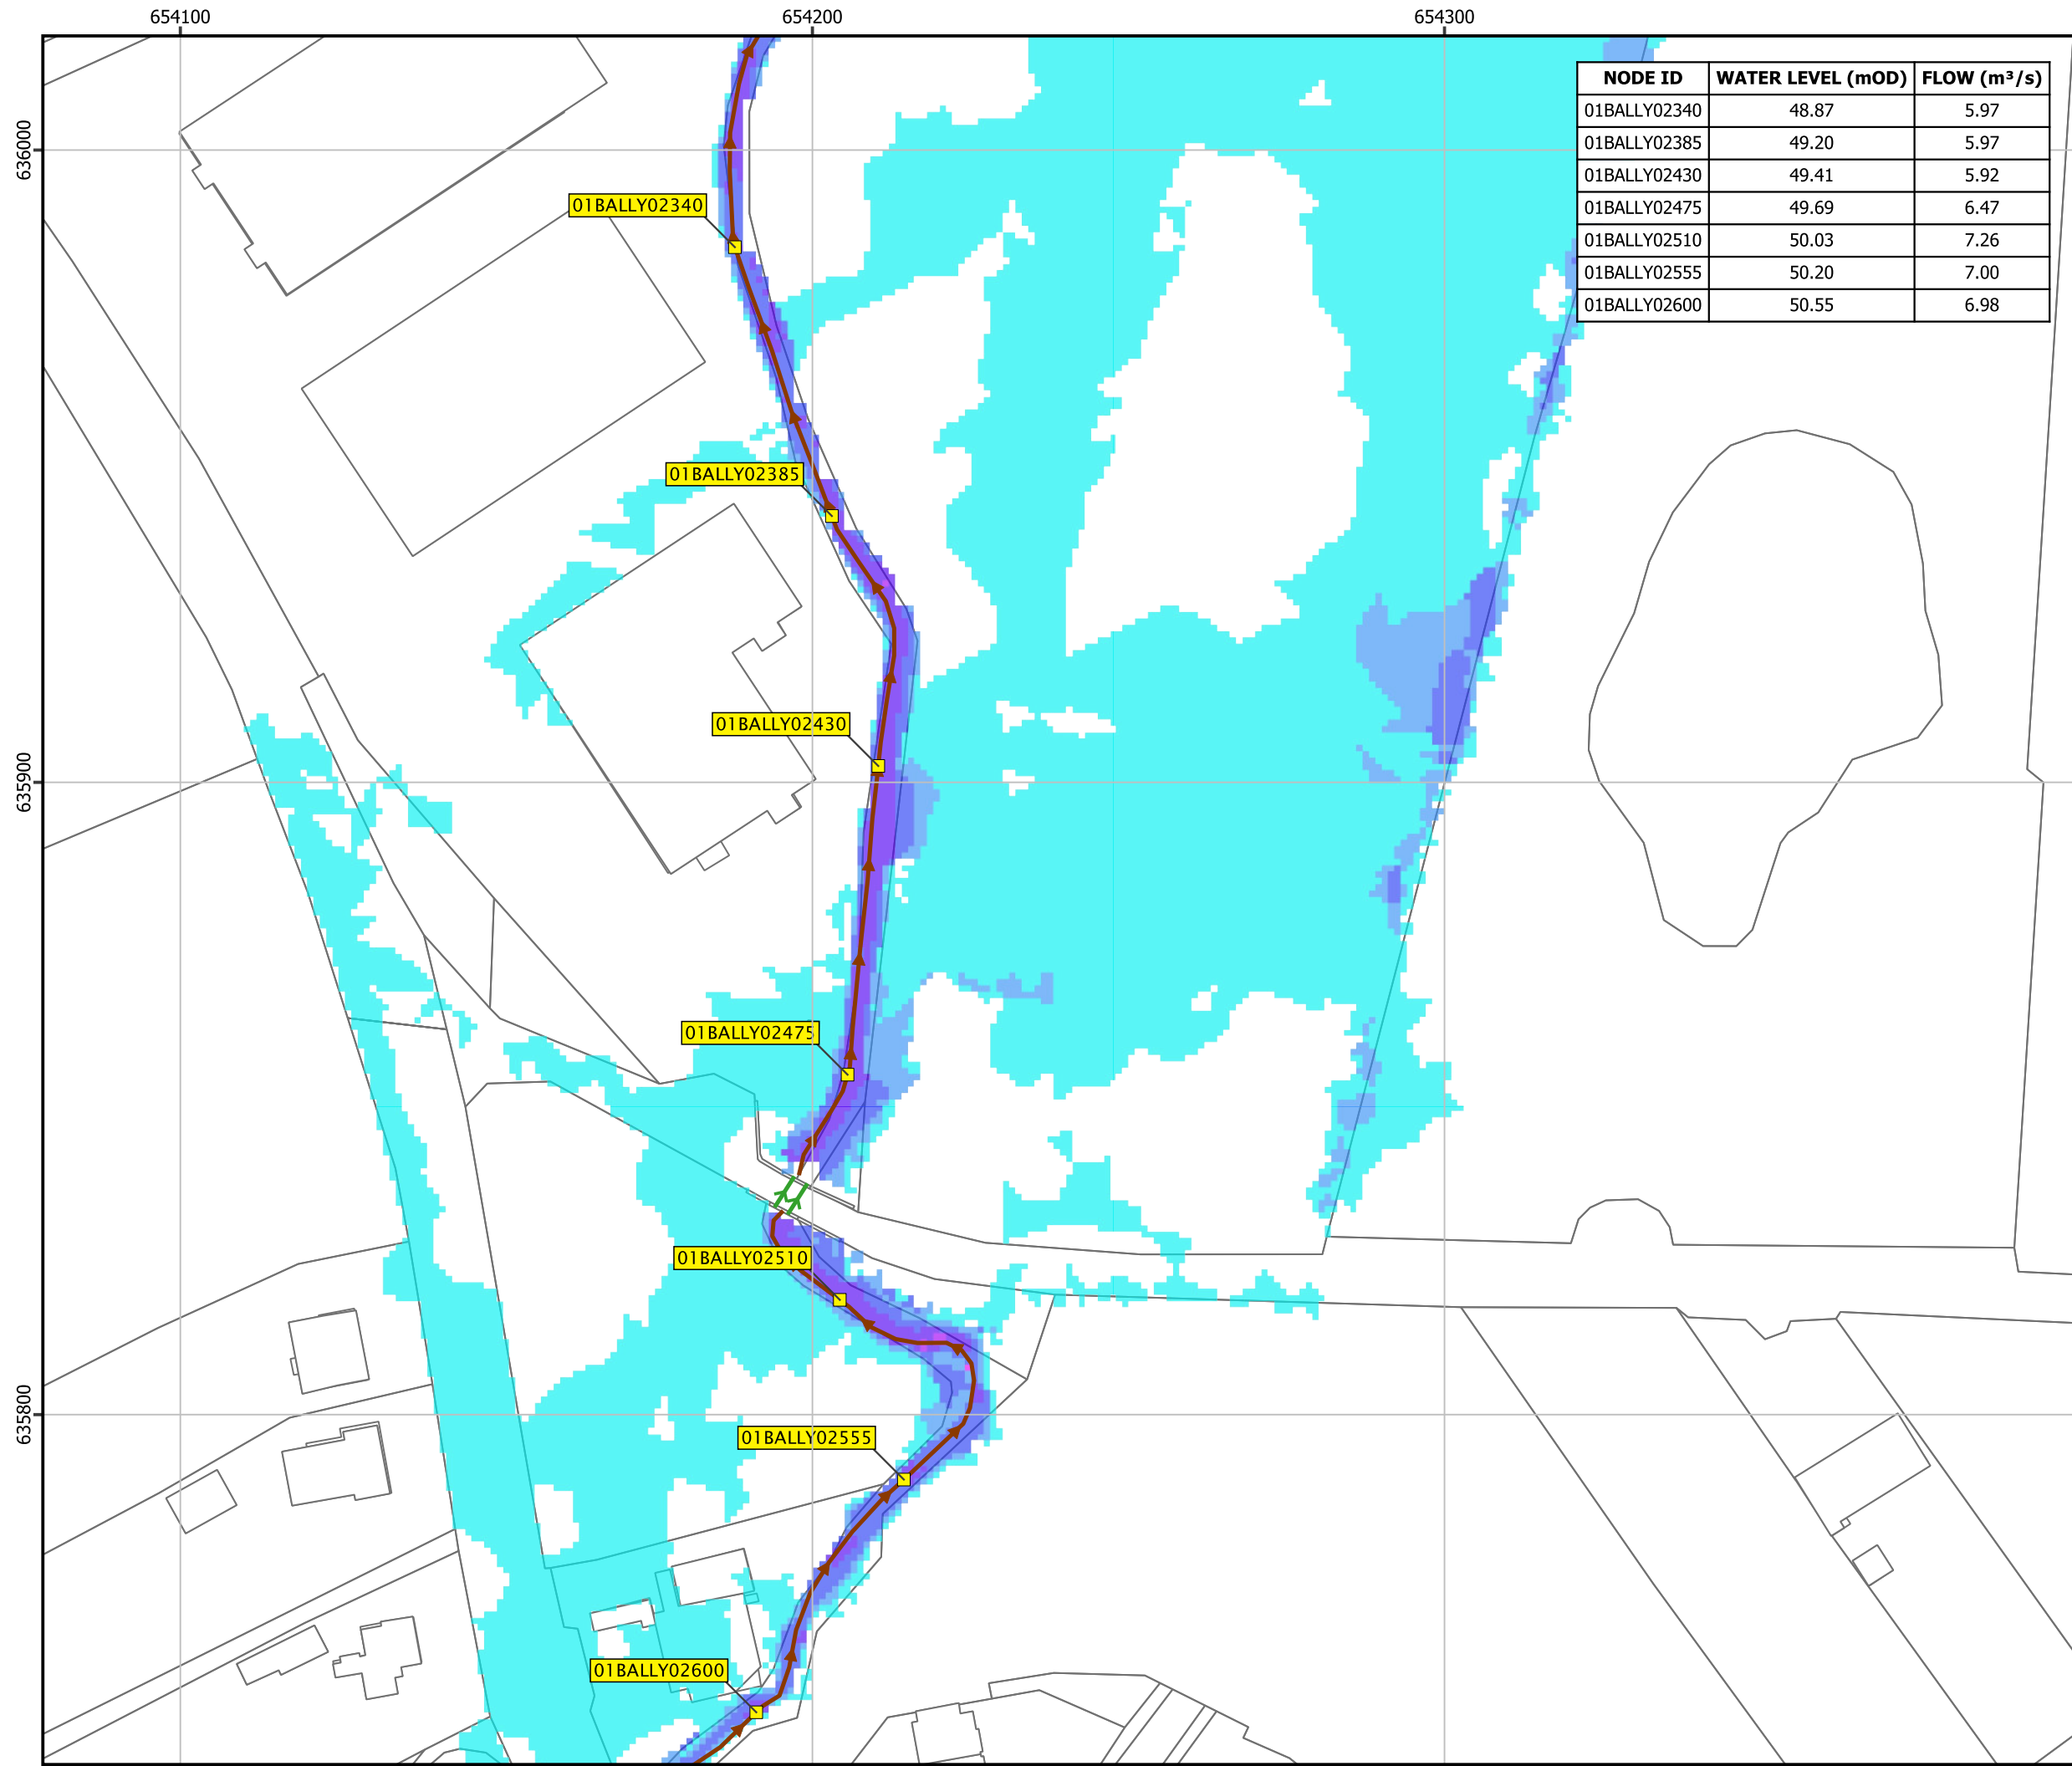 654100 654200 654300
636000
635900
635800
NODE ID WATER LEVEL (mOD) FLOW (m³/s)
01BALLY02340 48.87 5.97
01BALLY02385 49.20 5.97
01BALLY02430 49.41 5.92
01BALLY02475 49.69 6.47
01BALLY02510 50.03 7.26
01BALLY02555 50.20 7.00
01BALLY02600 50.55 6.98
01BALLY02340
01BALLY02385
01BALLY02430
01BALLY02475
01BALLY02510
01BALLY02555
01BALLY02600